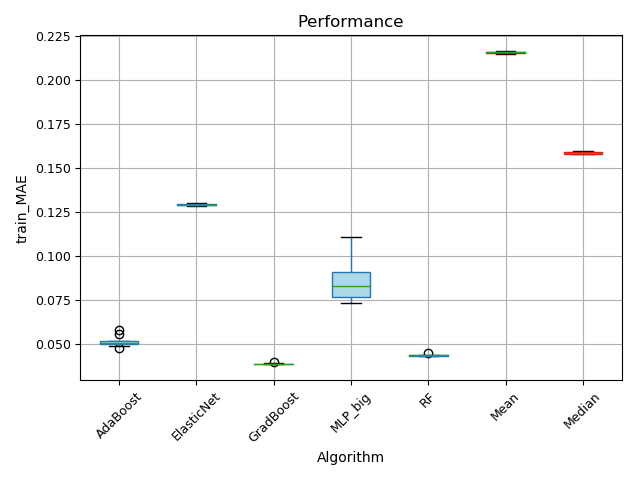 Performance
train_MAE
0.225
0.200
0.175
0.150
0.125
0.100
0.075
0.050
AdaBoost
ElasticNet
GradBoost
MLP_big
RF
Mean
Median
Algorithm